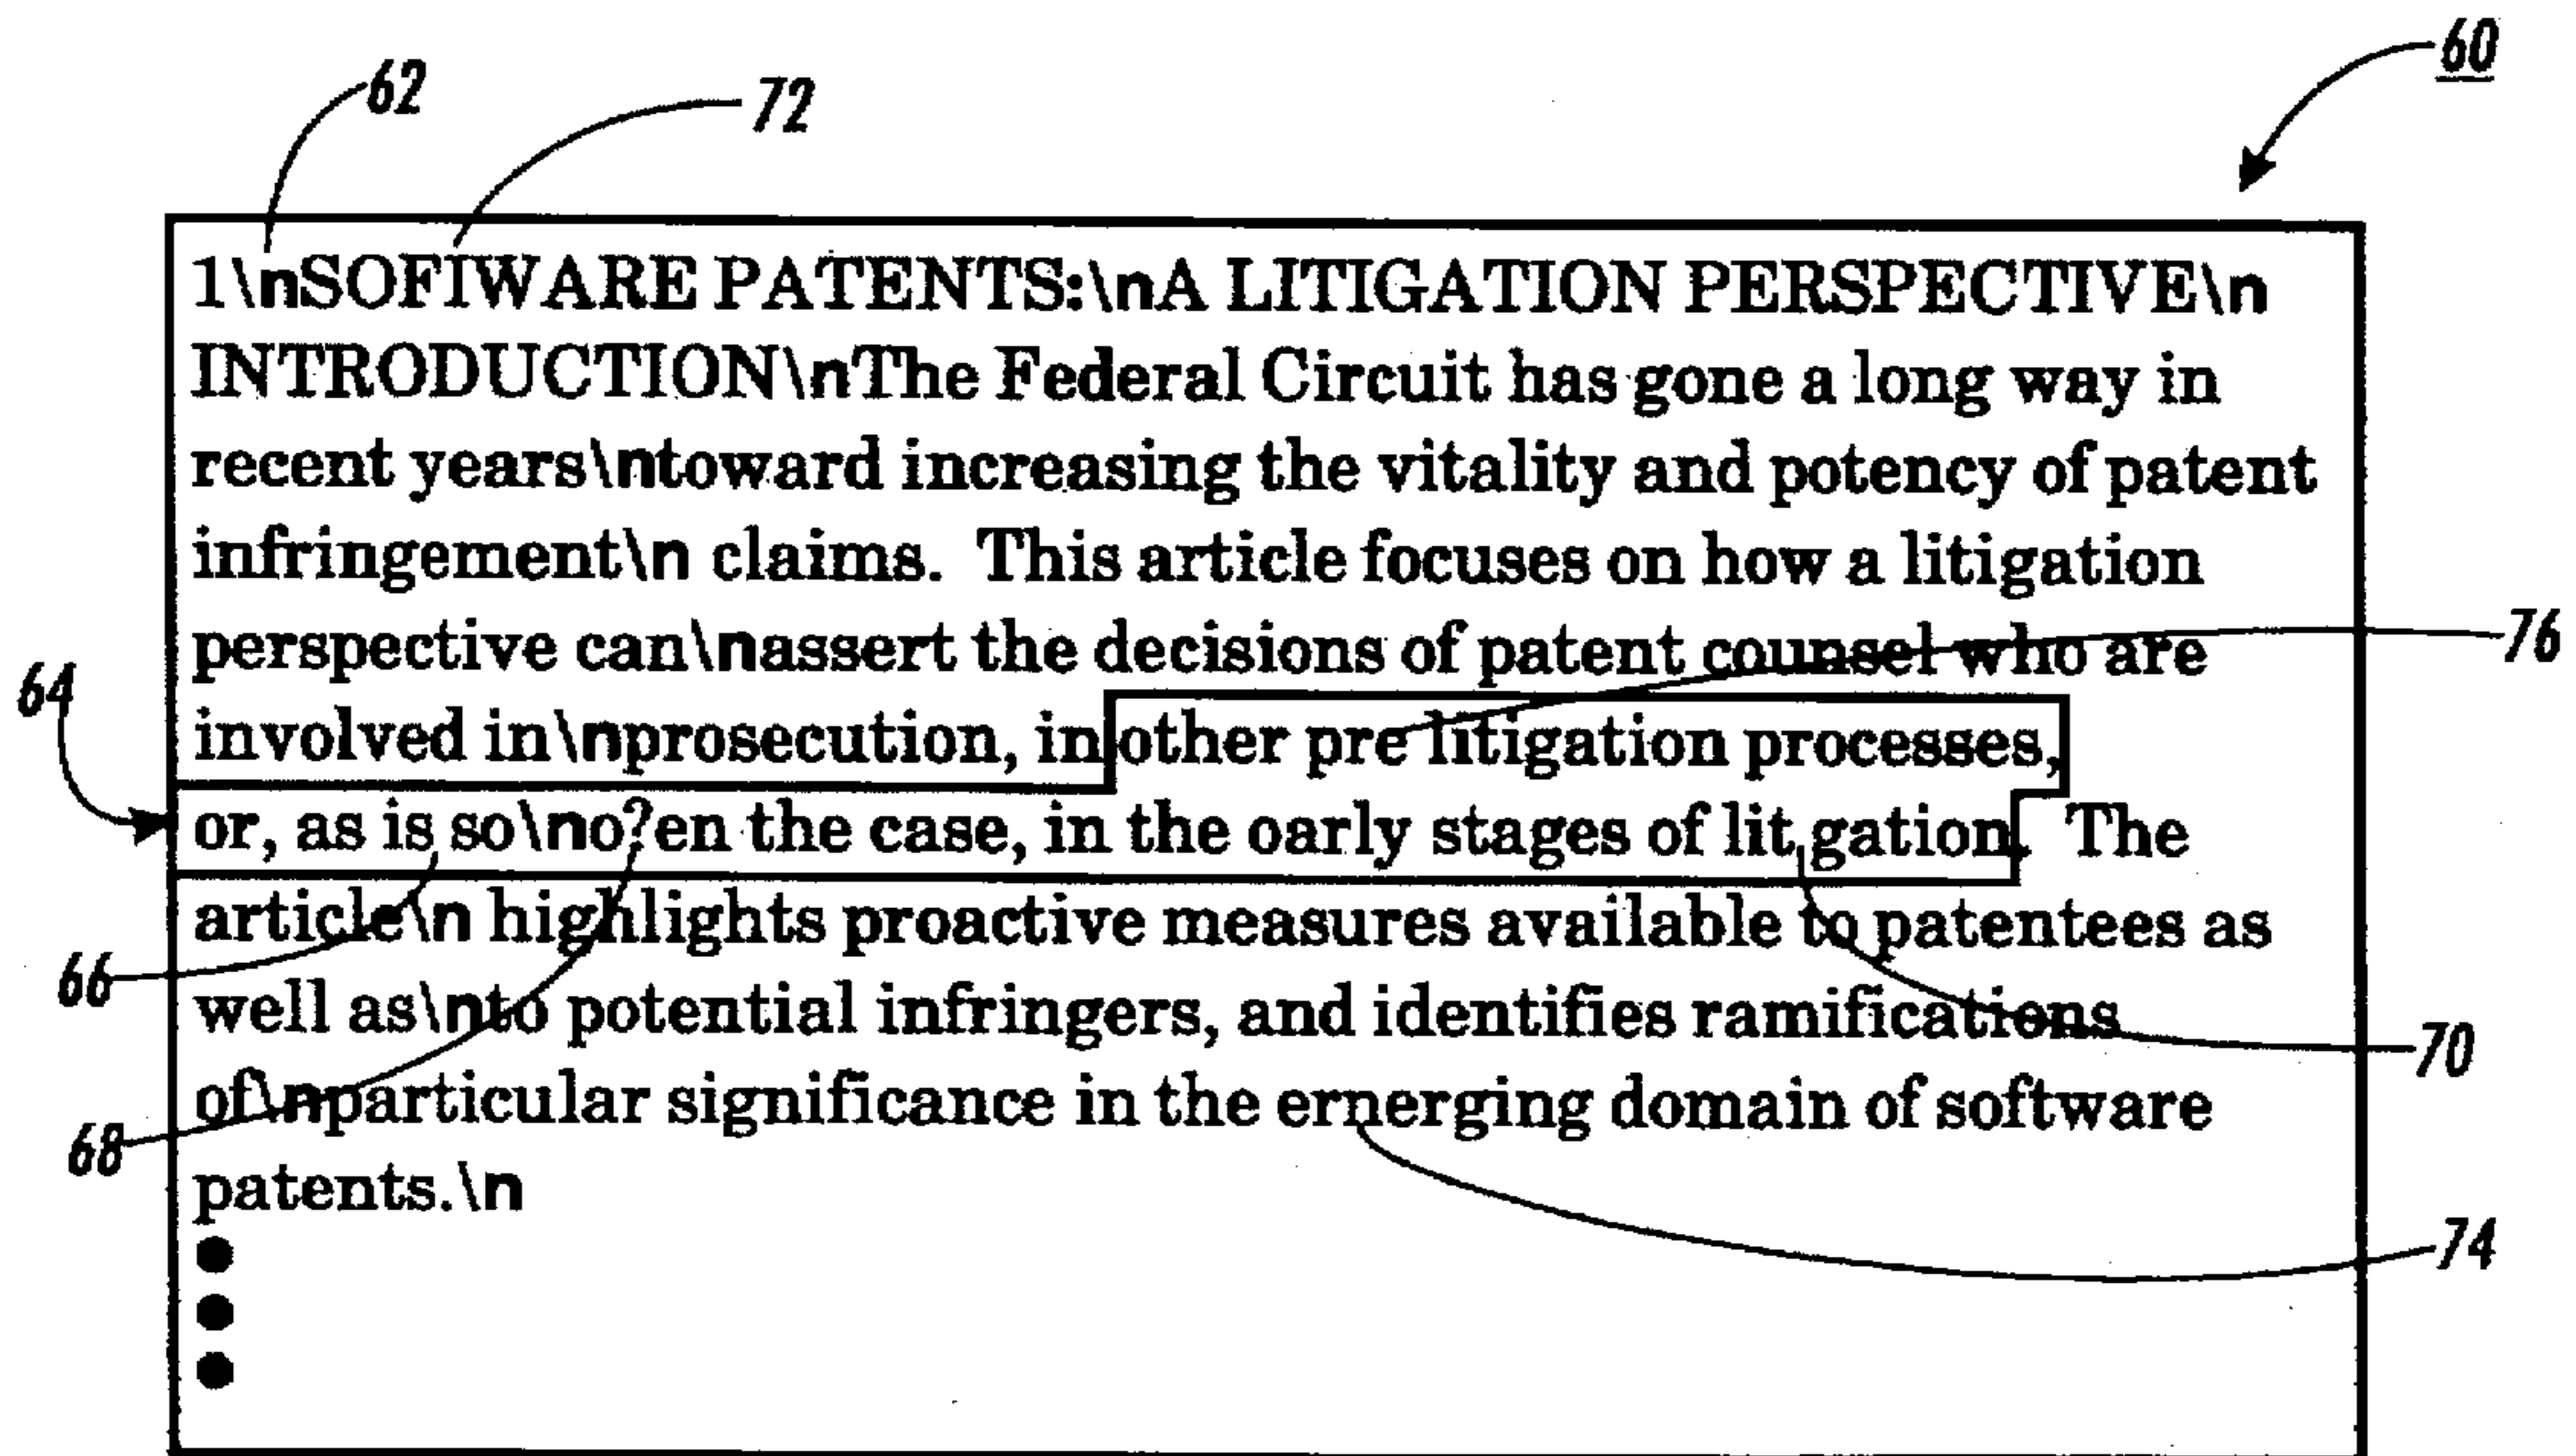 62
72
60
1\nSOFIWARE PATENTS:\nA LITIGATION PERSPECTIVE\n
INTRODUCTION\nThe Federal Circuit has gone a long way in
recent years\ntoward increasing the vitality and potency of patent
infringement\n claims. This article focuses on how a litigation
perspective can\nassert the decisions of patent counsel who are
76
64
involved in\nprosecution, in other pre litigation processes,
or, as is so\no?en the case, in the oarly stages of lit gation. The
article\n highlights proactive measures available to patentees as
66
well as\nto potential infringers, and identifies ramifications
70
of\nparticular significance in the ernerging domain of software
68
patents.\n
74